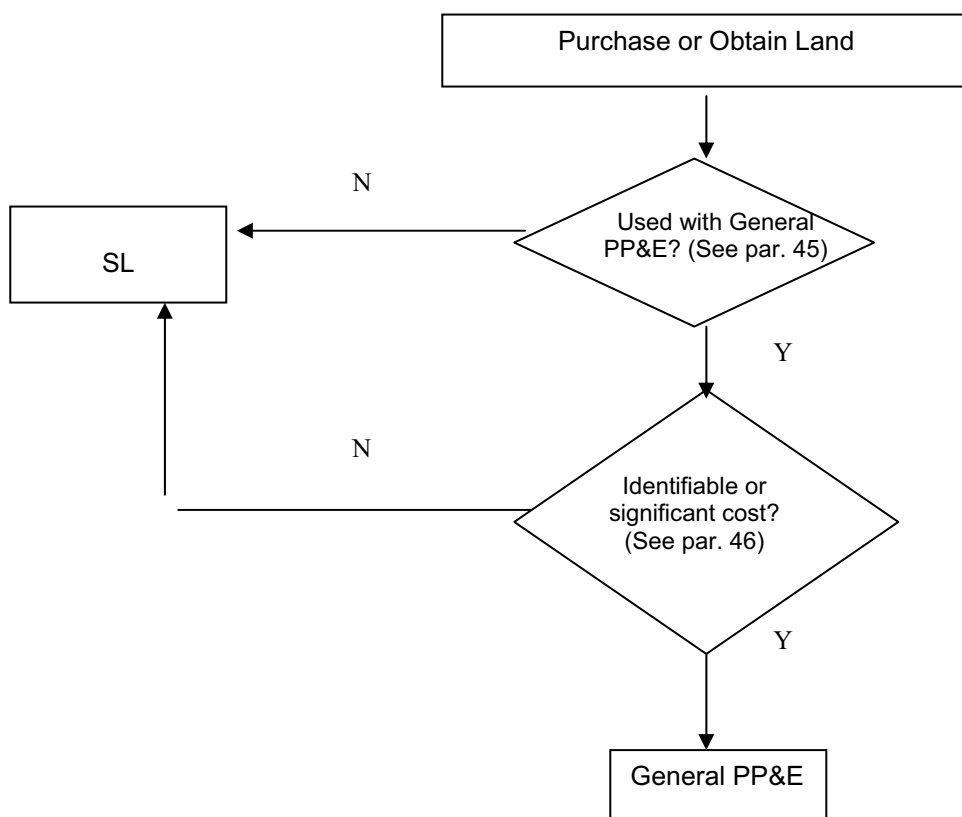 Purchase or Obtain Land
N
Used with General
PP&E? (See par. 45)
SL
Y
N
Identifiable or
significant cost?
(See par. 46)
Y
General PP&E